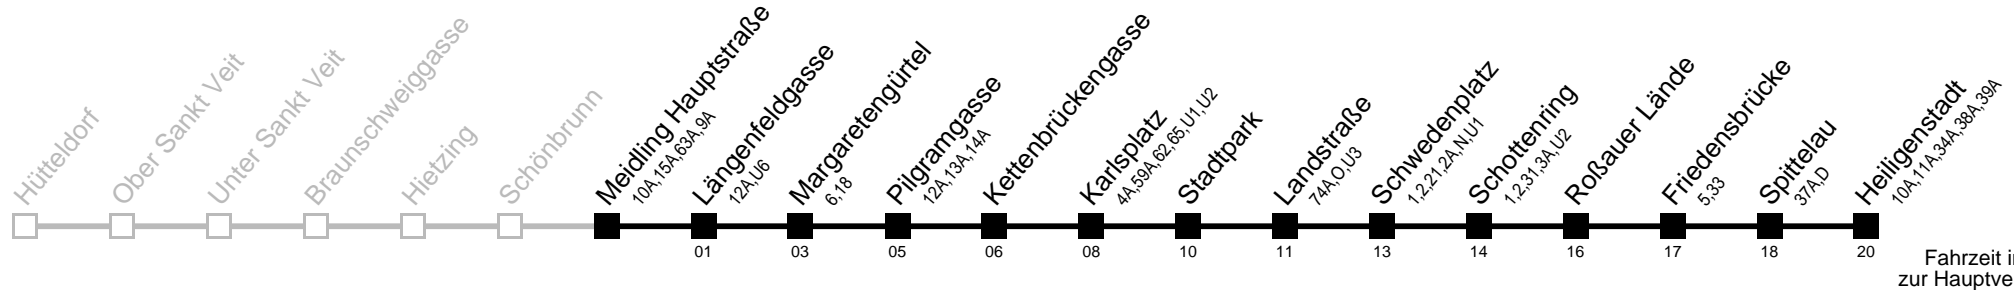 Hütteldorf
Ober Sankt Veit
Unter Sankt Veit
Braunschweiggasse
Hietzing
Schönbrunn
Meidling Hauptstraße
10A,15A,63A,9A
Längenfeldgasse
12A,U6
Margaretengürtel
6,18
Pilgramgasse
12A,13A,14A
Kettenbrückengasse
Karlsplatz
4A,59A,62,65,U1,U2
Stadtpark
Landstraße
74A,O,U3
Schwedenplatz
1,2,21,2A,N,U1
Schottenring
1,2,31,3A,U2
Roßauer Lände
Friedensbrücke
5,33
Spittelau
37A,D
Heiligenstadt
10A,11A,34A,38A,39A
01 03 05 06 08 10 11 13 14 16 17 18 20
Fahrzeit i
zur Hauptve